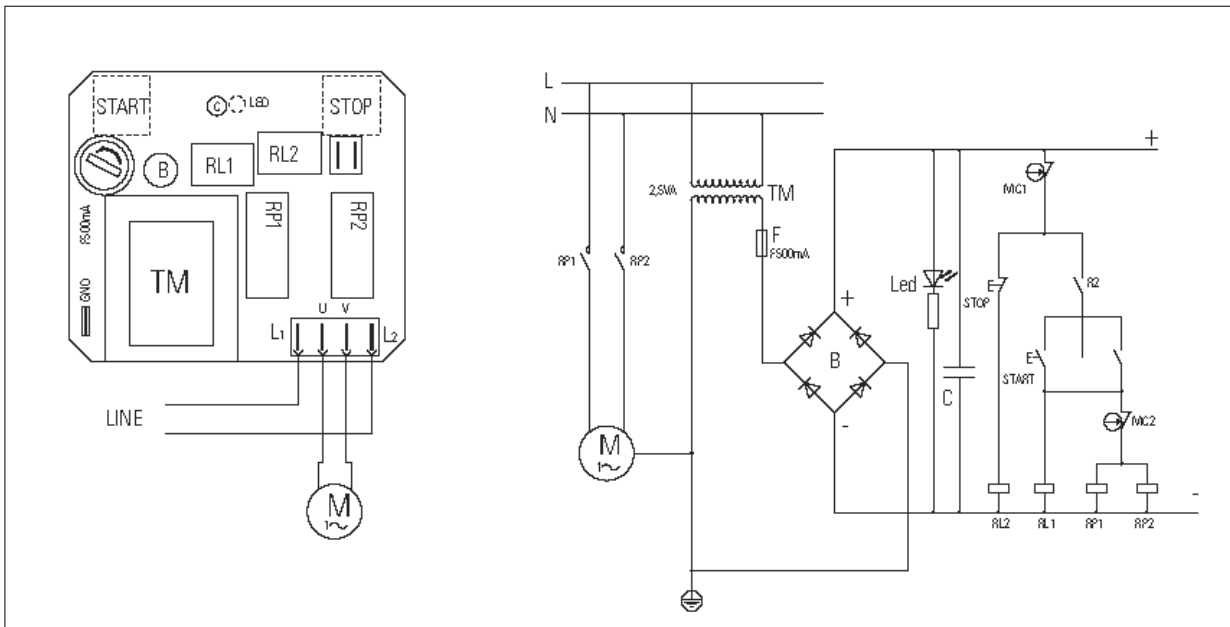 START
C
LED
STOP
B
RL1
RL2
F500mA
RP1
RP2
TM
GND
U V
L1
L2
LINE
M
1~
L
N
2,5VA
TM
F
F500mA
RP1
RP2
M
1~
+
B
-
Led
C
+
MC1
E
STOP
R2
E
START
MC2
RL2
RL1
RP1
RP2
-